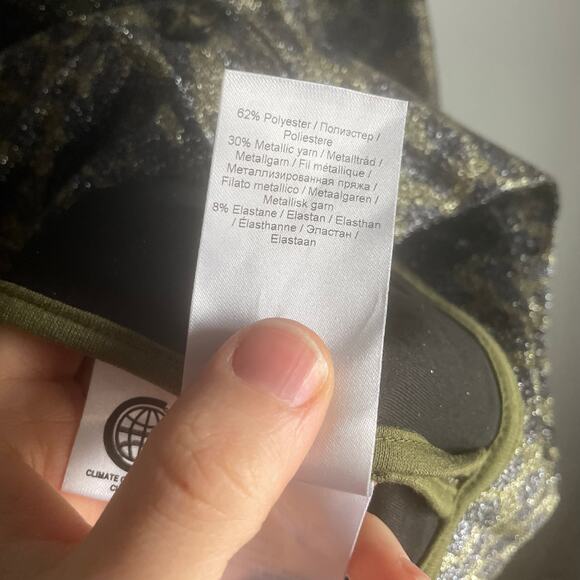 62% Polyester / Полиэстер /
Poliestere
30% Metallic yarn / Metalltråd /
Metallgarn / Fil métallique /
Металлизированная пряжа /
Filato metallico / Metaalgaren /
Metallisk garn
8% Elastane / Elastan / Elasthan
/ Élasthanne / Эластан /
Elastaan
CLIMATE